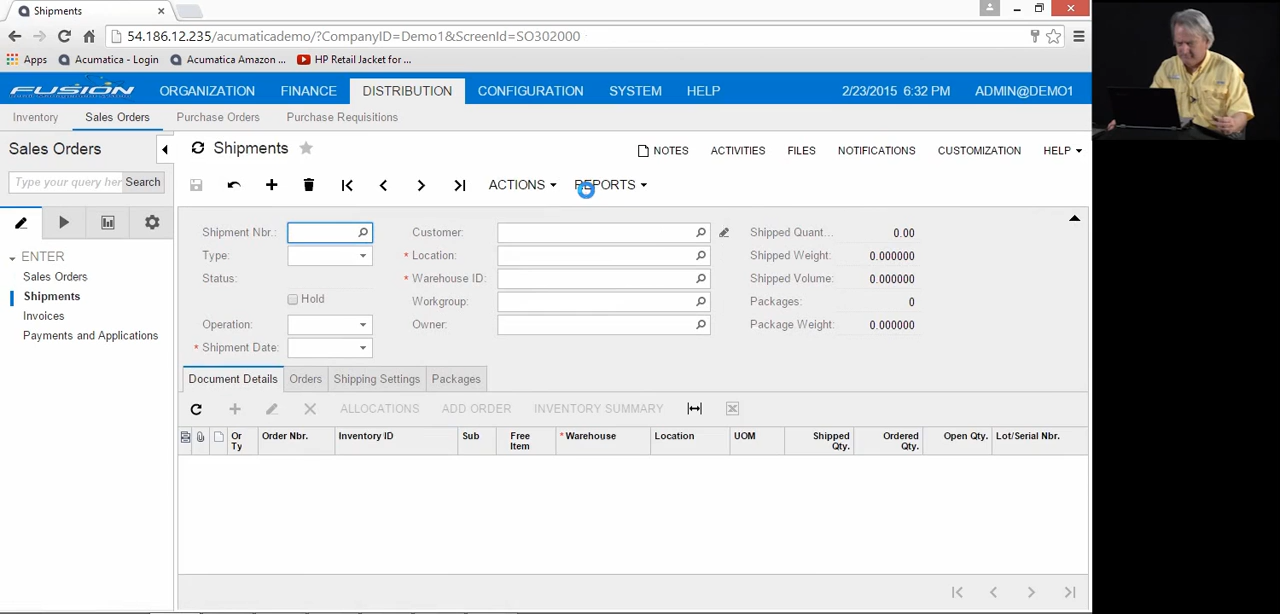 Shipments
54.186.12.235/acumaticademo/?CompanyID=Demo1&ScreenId=SO302000
Apps Acumatica - Login Acumatica Amazon ... HP Retail Jacket for ...
FUSION ORGANIZATION FINANCE DISTRIBUTION CONFIGURATION SYSTEM HELP 2/23/2015 6:32 PM ADMIN@DEMO1
Inventory Sales Orders Purchase Orders Purchase Requisitions
Sales Orders Shipments NOTES ACTIVITIES FILES NOTIFICATIONS CUSTOMIZATION HELP
Type your query her Search ACTIONS REPORTS
Shipment Nbr.: Customer: Shipped Quant... 0.00
Type: * Location: Shipped Weight: 0.000000
Status: * Warehouse ID: Shipped Volume: 0.000000
Hold Workgroup: Packages: 0
Operation: Owner: Package Weight: 0.000000
* Shipment Date:
ENTER
Sales Orders
Shipments
Invoices
Payments and Applications
Document Details Orders Shipping Settings Packages
ALLOCATIONS ADD ORDER INVENTORY SUMMARY
Or Ty Order Nbr. Inventory ID Sub Free Item * Warehouse Location UOM Shipped Qty. Ordered Qty. Open Qty. Lot/Serial Nbr.